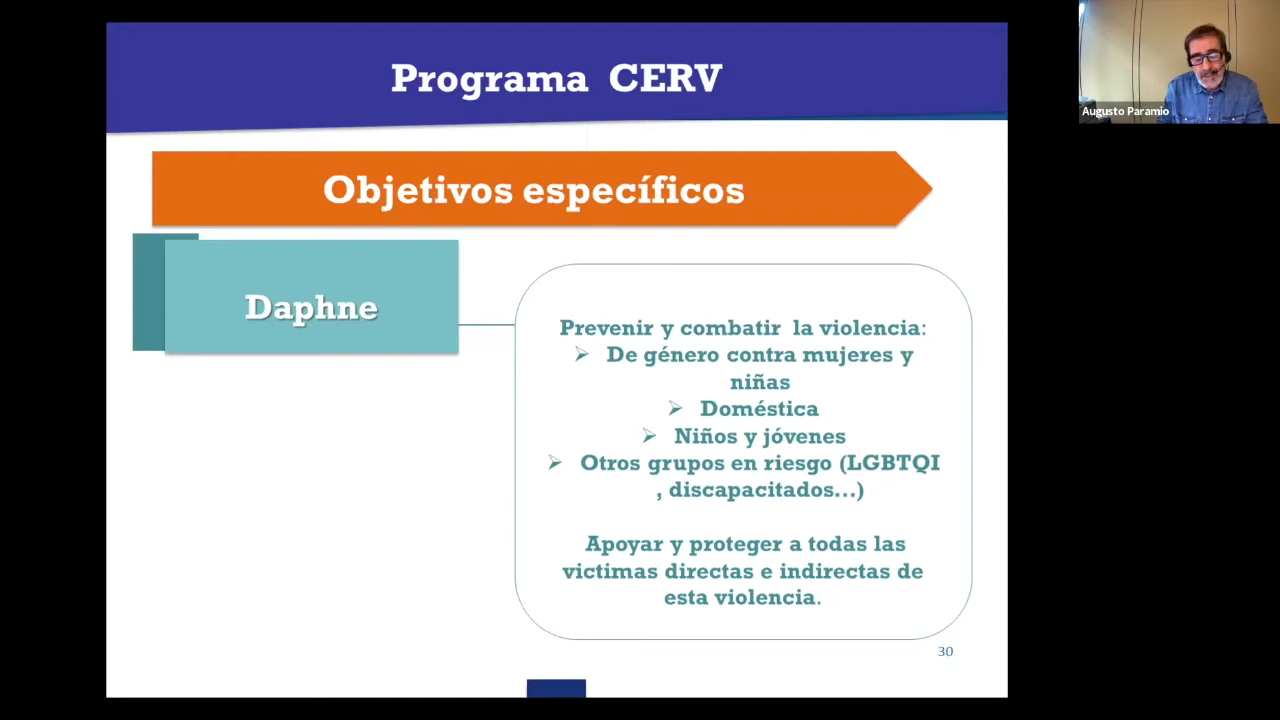 Programa CERV
Objetivos específicos
Daphne
Prevenir y combatir la violencia:
➢ De género contra mujeres y
niñas
➢ Doméstica
➢ Niños y jóvenes
➢ Otros grupos en riesgo (LGBTQI
, discapacitados...)
Apoyar y proteger a todas las
victimas directas e indirectas de
esta violencia.
30
Augusto Paramio